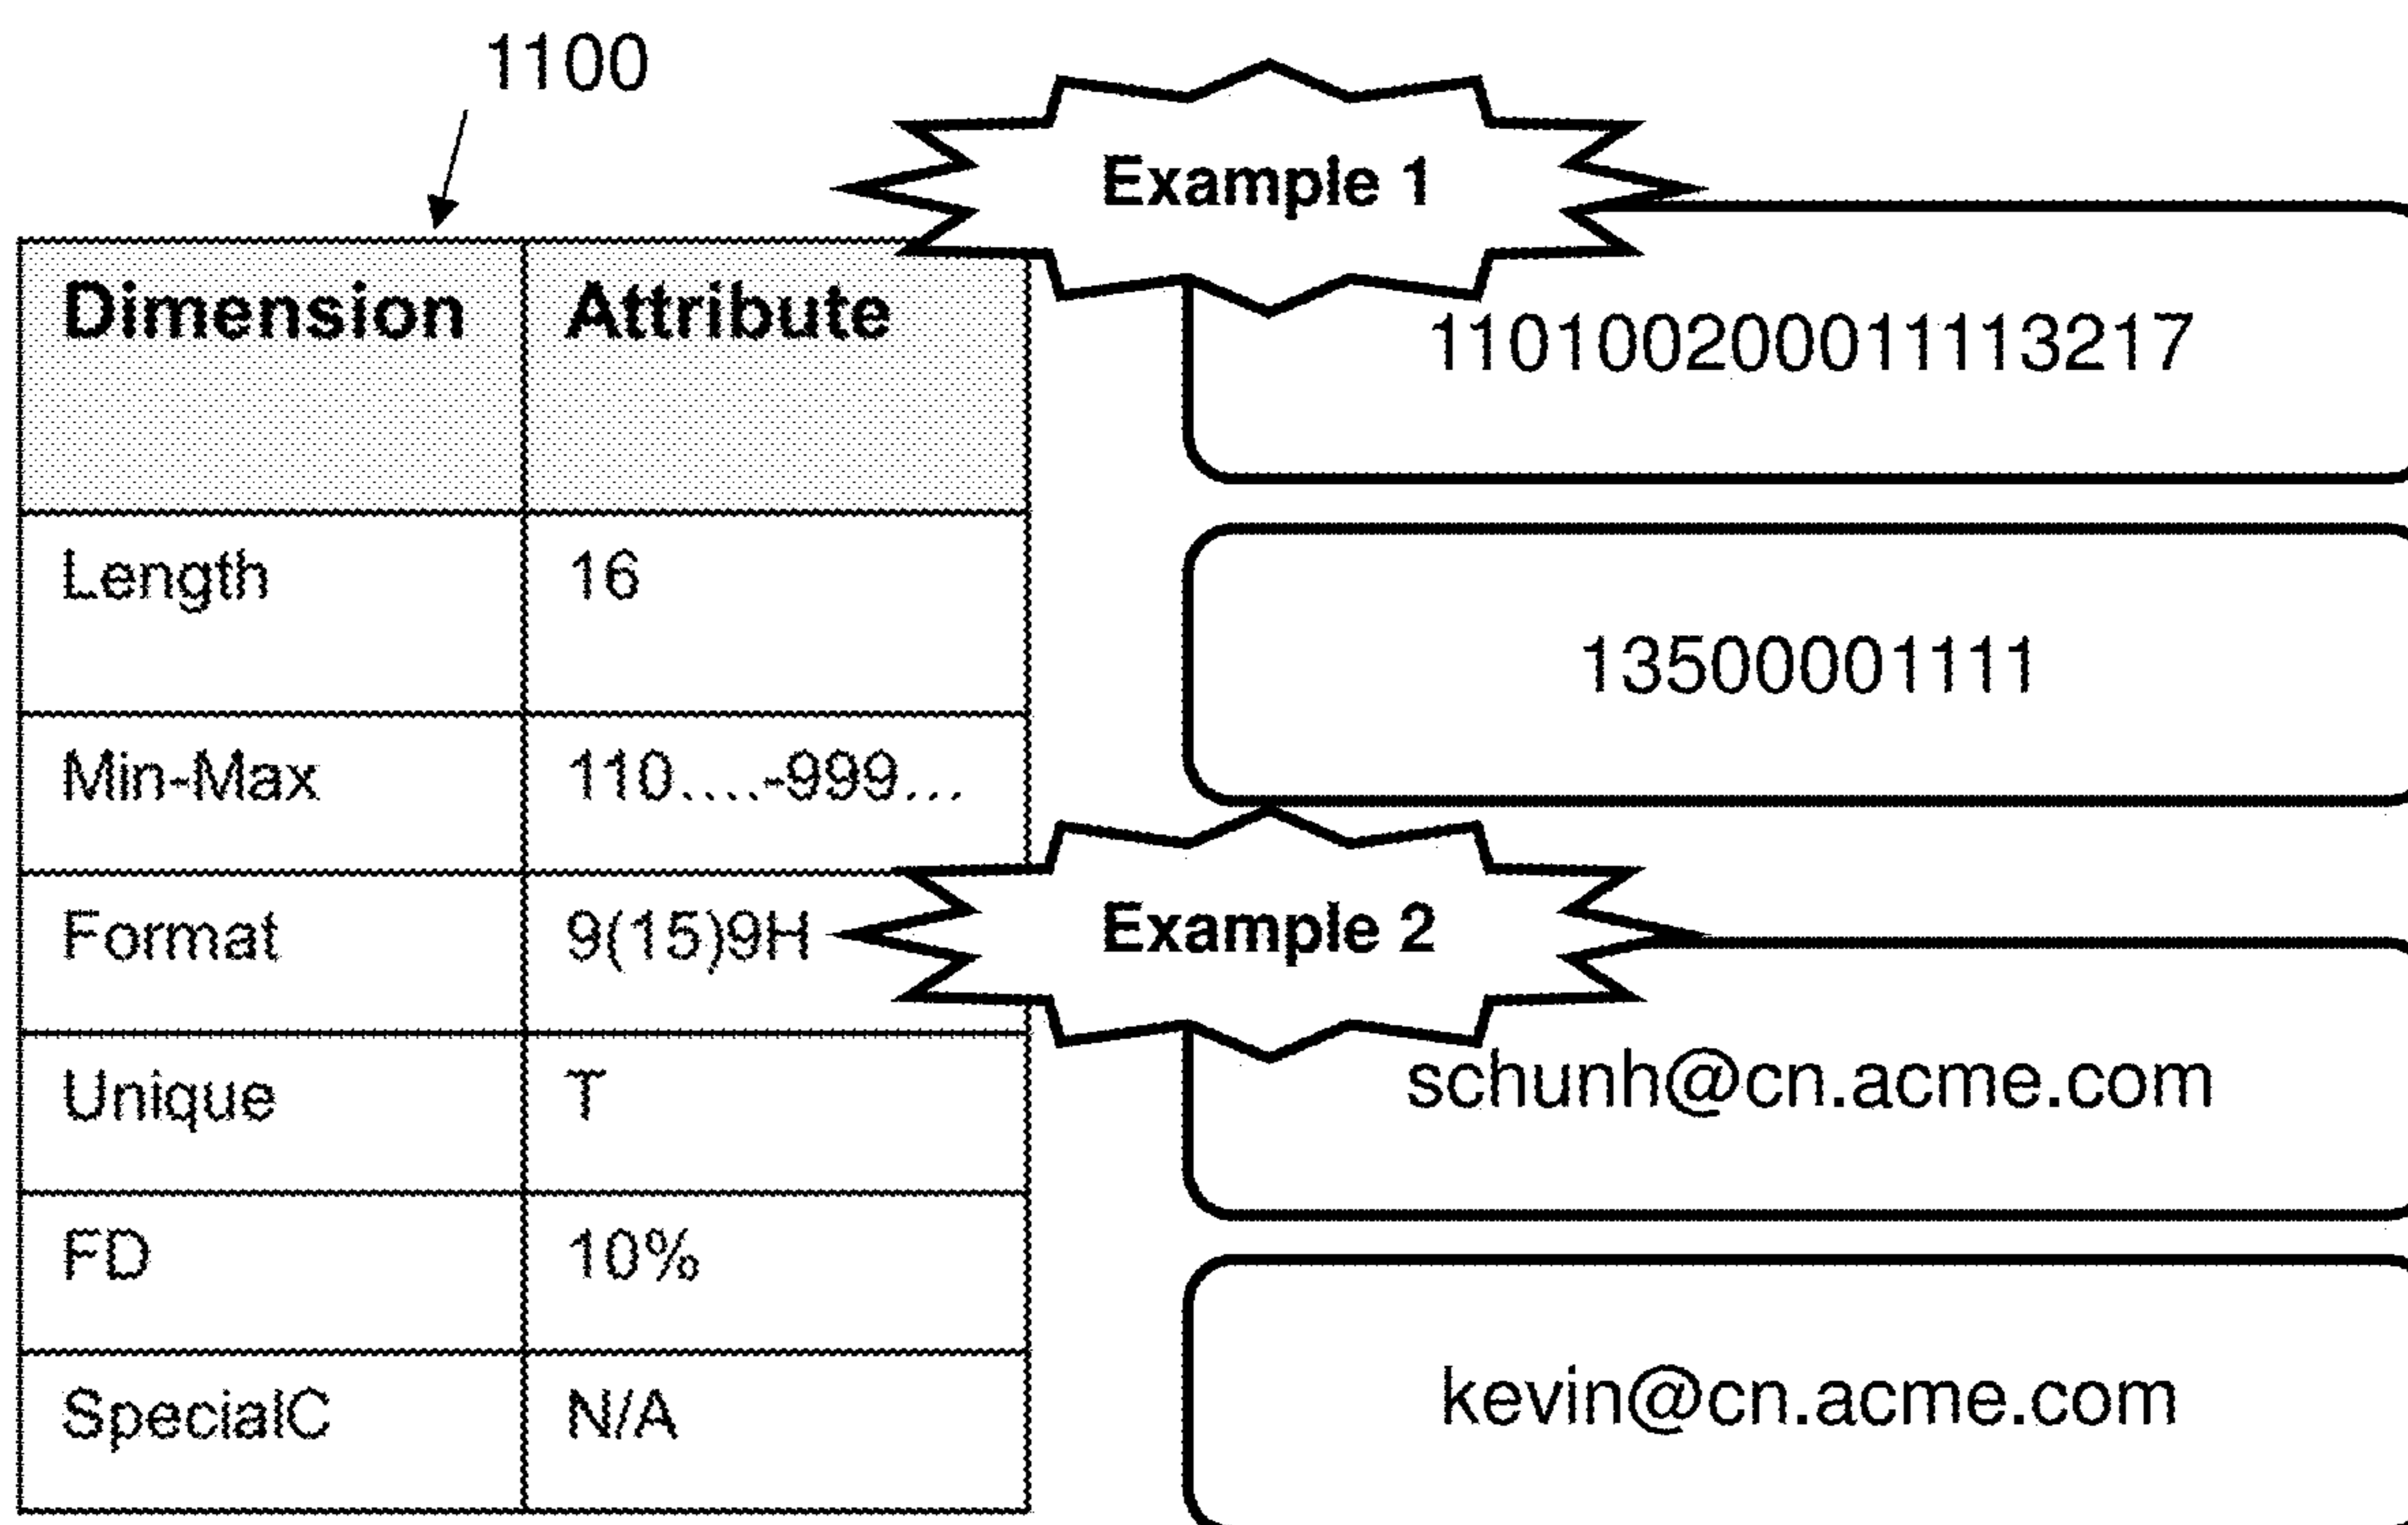 1100
Example 1
Dimension Attribute
110100200011113217
Length 16
13500001111
Min-Max 110....-999...
Example 2
Format 9(15)9H
Unique T
schunh@cn.acme.com
FD 10%
SpecialC N/A
kevin@cn.acme.com